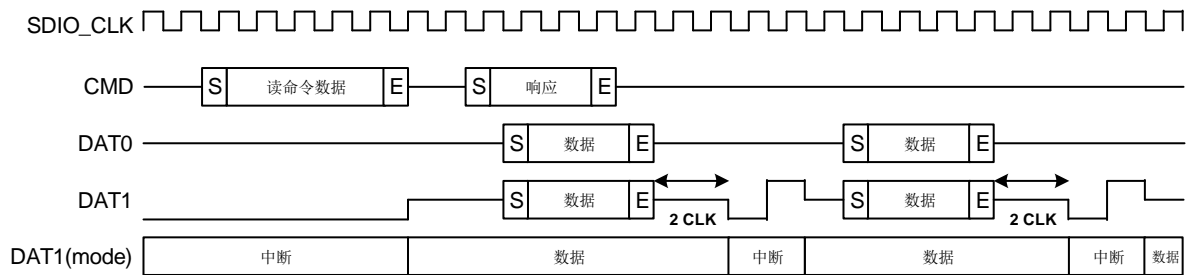 SDIO_CLK
CMD S 读命令数据 E S 响应 E
DAT0 S 数据 E S 数据 E
DAT1 S 数据 E 2 CLK S 数据 E 2 CLK
DAT1(mode) 中断 数据 中断 数据 中断 数据